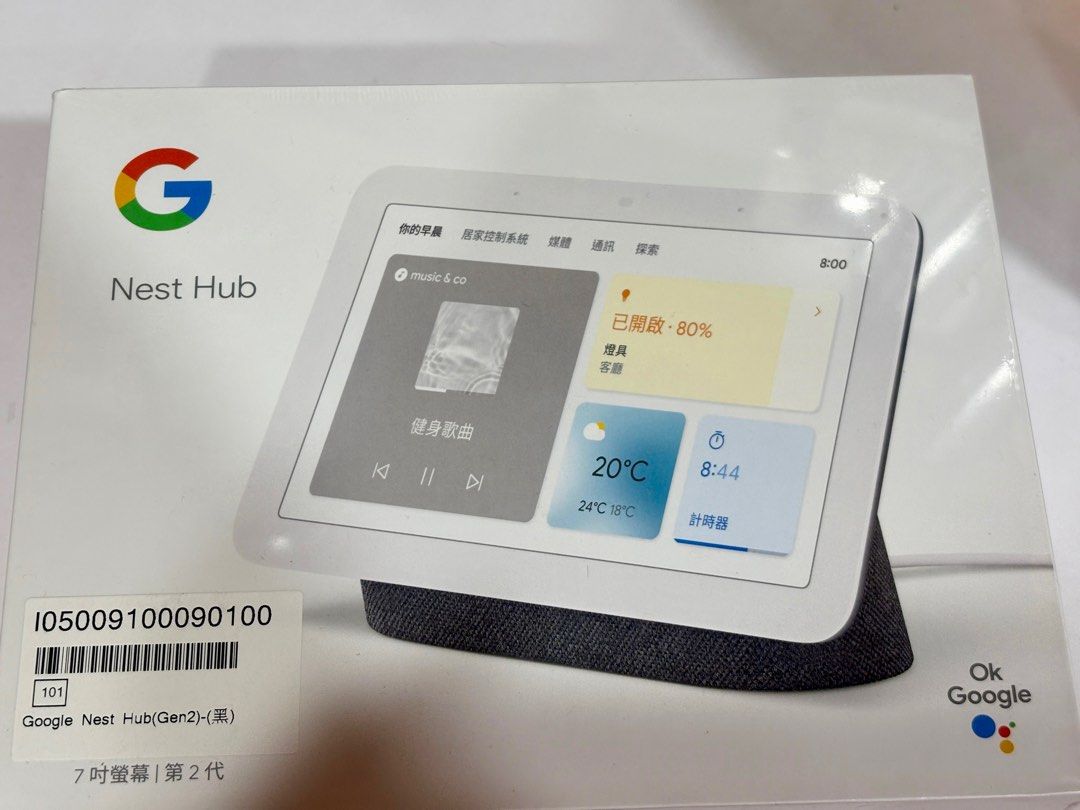 Nest Hub
你的早晨 居家控制系統 媒體 通訊 探索
8:00
music & co
健身歌曲
已開啟·80%
燈具
客廳
20°C
24°C 18°C
8:44
計時器
I05009100090100
101
Google Nest Hub(Gen2)-(黑)
7 吋螢幕 | 第 2 代
Ok
Google